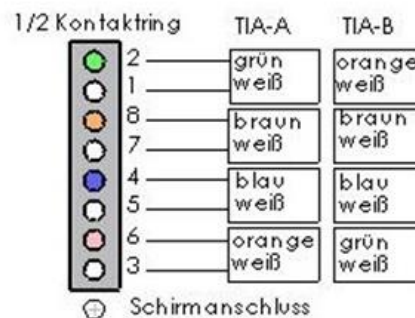 1/2 Kontaktring TIA-A TIA-B
2 grün orange
1 weiß weiß
8 braun braun
7 weiß weiß
4 blau blau
5 weiß weiß
6 orange grün
3 weiß weiß
Schirmanschluss